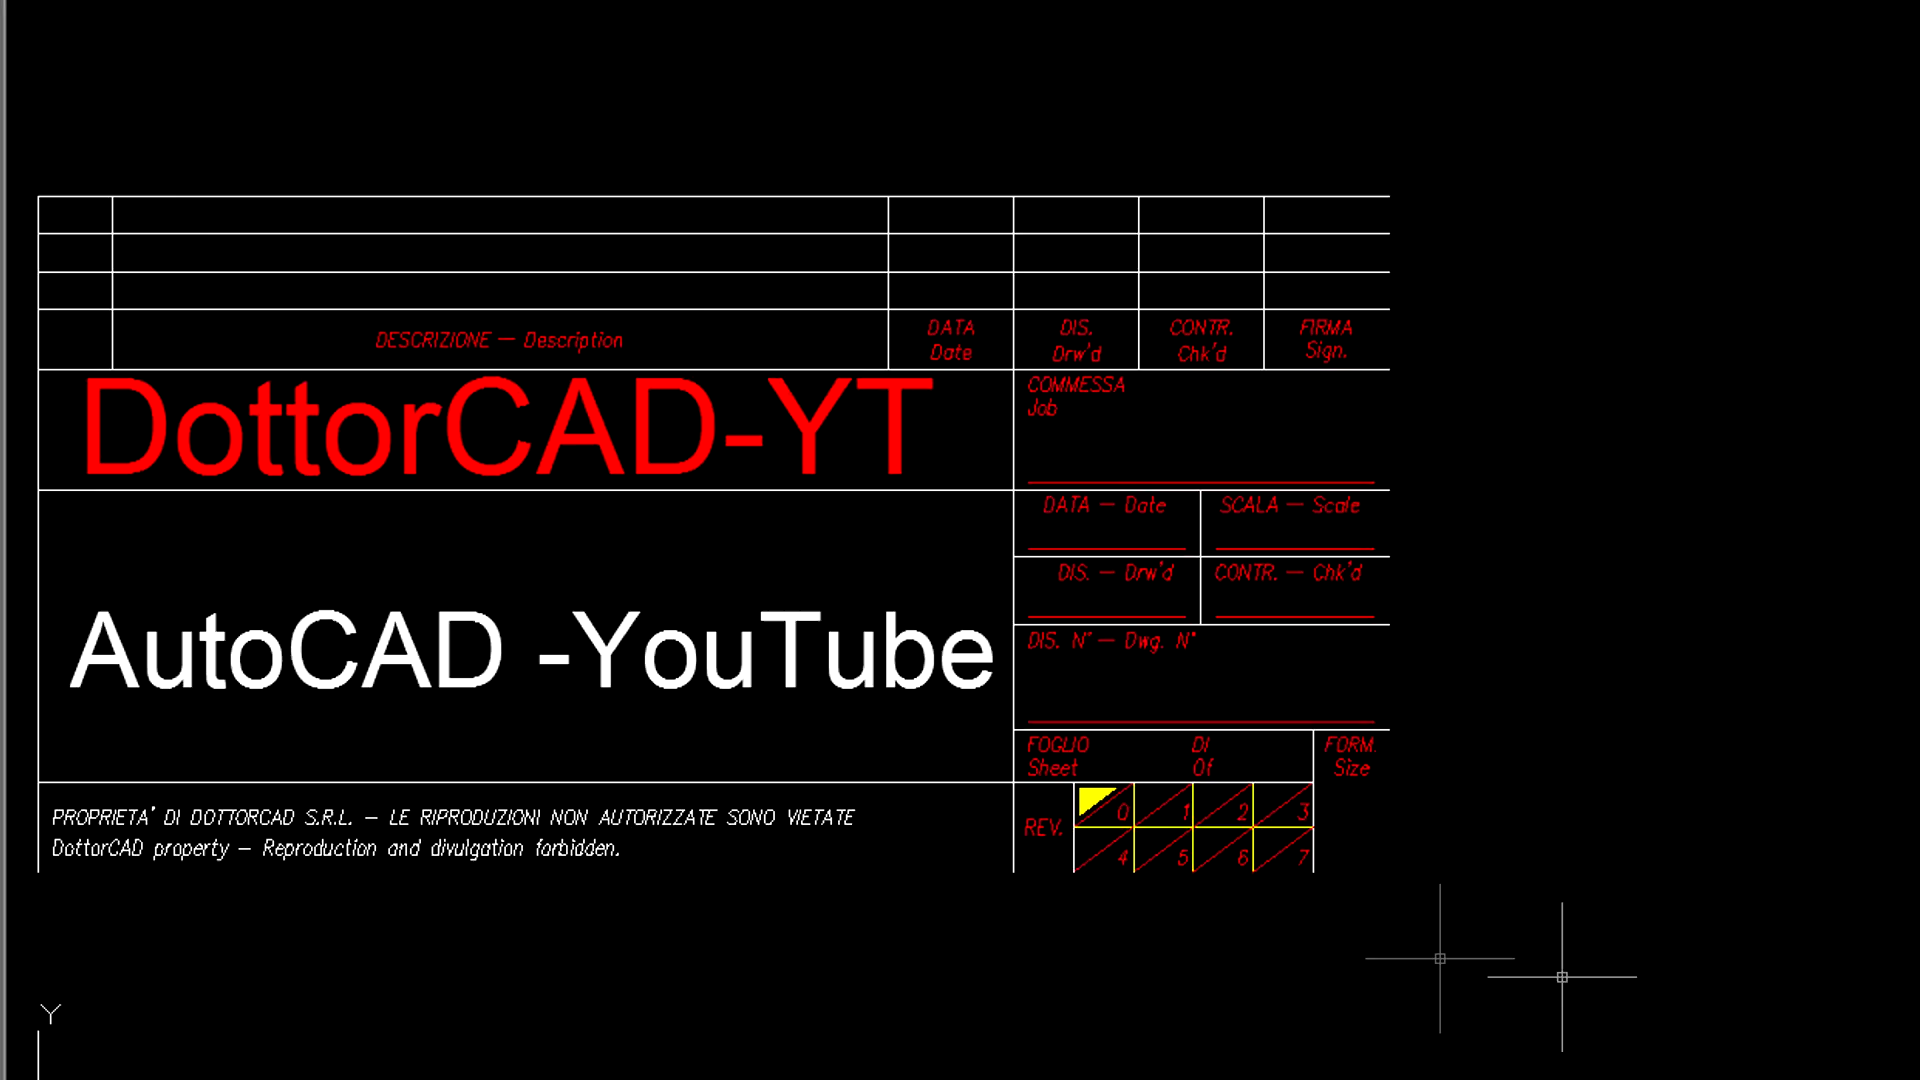 DESCRIZIONE — Description
DATA
Date
DIS.
Drw'd
CONTR.
Chk'd
FIRMA
Sign.
DottorCAD-YT
COMMESSA
Job
DATA — Date
SCALA — Scale
DIS. — Drw'd
CONTR. — Chk'd
AutoCAD -YouTube
DIS. N° — Dwg. N°
FOGLIO
Sheet
DI
Of
FORM.
Size
PROPRIETA' DI DOTTORCAD S.R.L. — LE RIPRODUZIONI NON AUTORIZZATE SONO VIETATE
DottorCAD property — Reproduction and divulgation forbidden.
REV.
0 1 2 3
4 5 6 7
Y